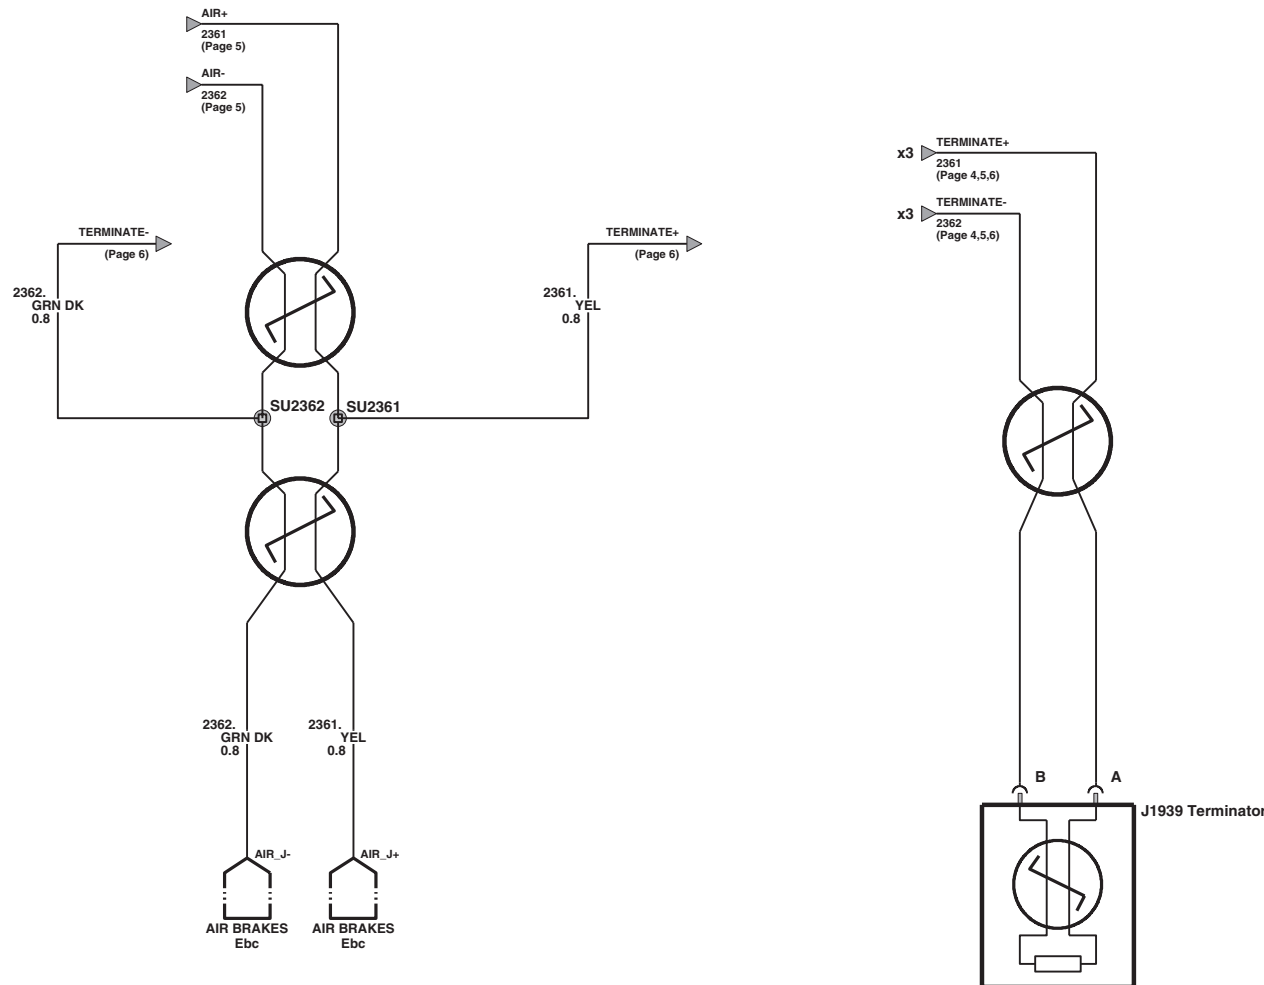 AIR+
2361
(Page 5)
AIR-
2362
(Page 5)
TERMINATE-
(Page 6)
TERMINATE+
(Page 6)
2362.
GRN DK
0.8
2361.
YEL
0.8
SU2362
SU2361
2362.
GRN DK
0.8
2361.
YEL
0.8
AIR_J-
AIR_J+
AIR BRAKES
Ebc
AIR BRAKES
Ebc
x3
TERMINATE+
2361
(Page 4,5,6)
x3
TERMINATE-
2362
(Page 4,5,6)
B
A
J1939 Terminator